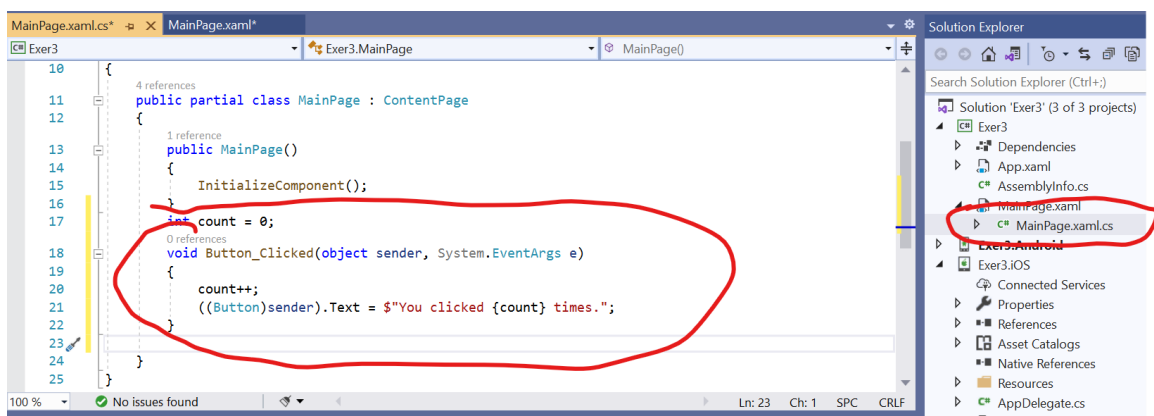 MainPage.xaml.cs* MainPage.xaml*
Exer3 Exer3.MainPage MainPage()
10 {
4 references
11 public partial class MainPage : ContentPage
12 {
1 reference
13 public MainPage()
14 {
15 InitializeComponent();
16 }
17 int count = 0;
0 references
18 void Button_Clicked(object sender, System.EventArgs e)
19 {
20 count++;
21 ((Button)sender).Text = $"You clicked {count} times.";
22 }
23
24 }
25 }
100 % No issues found Ln: 23 Ch: 1 SPC CRLF
Solution Explorer
Search Solution Explorer (Ctrl+;)
Solution 'Exer3' (3 of 3 projects)
C# Exer3
Dependencies
App.xaml
C# AssemblyInfo.cs
MainPage.xaml
C# MainPage.xaml.cs
Exer3.Android
Exer3.iOS
Connected Services
Properties
References
Asset Catalogs
Native References
Resources
C# AppDelegate.cs